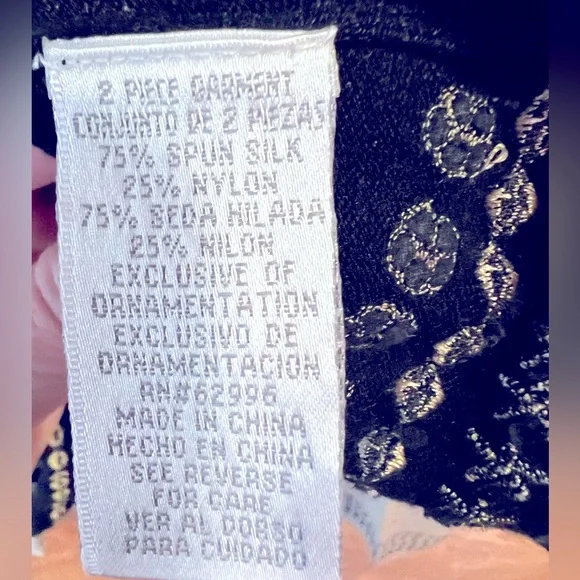 2 PIECE GARMENT
CONJUNTO DE 2 PIEZAS
75% SPUN SILK
25% NYLON
75% SEDA HILADA
25% NILON
EXCLUSIVE OF
ORNAMENTATION
EXCLUSIVO DE
ORNAMENTACION
RN#62996
MADE IN CHINA
HECHO EN CHINA
SEE REVERSE
FOR CARE
VER AL DORSO
PARA CUIDADO